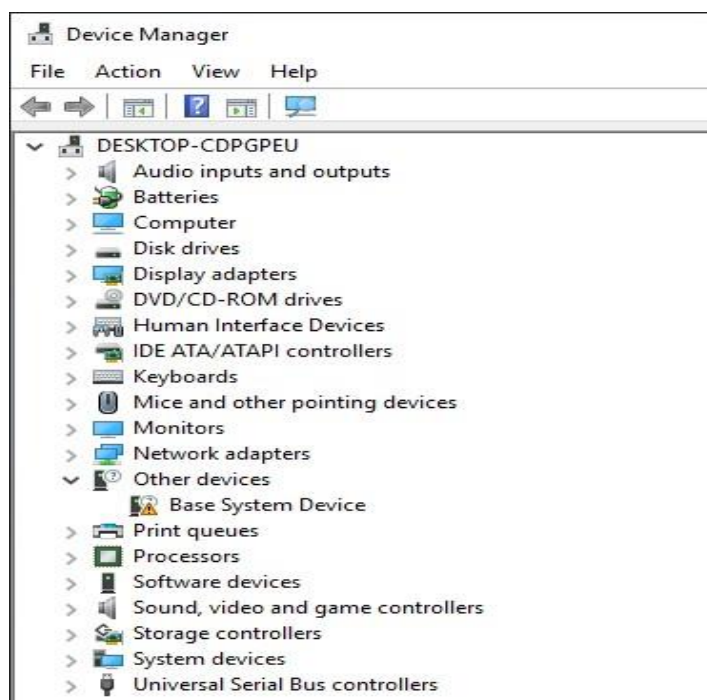 Device Manager
File Action View Help
DESKTOP-CDPGPEU
Audio inputs and outputs
Batteries
Computer
Disk drives
Display adapters
DVD/CD-ROM drives
Human Interface Devices
IDE ATA/ATAPI controllers
Keyboards
Mice and other pointing devices
Monitors
Network adapters
Other devices
Base System Device
Print queues
Processors
Software devices
Sound, video and game controllers
Storage controllers
System devices
Universal Serial Bus controllers